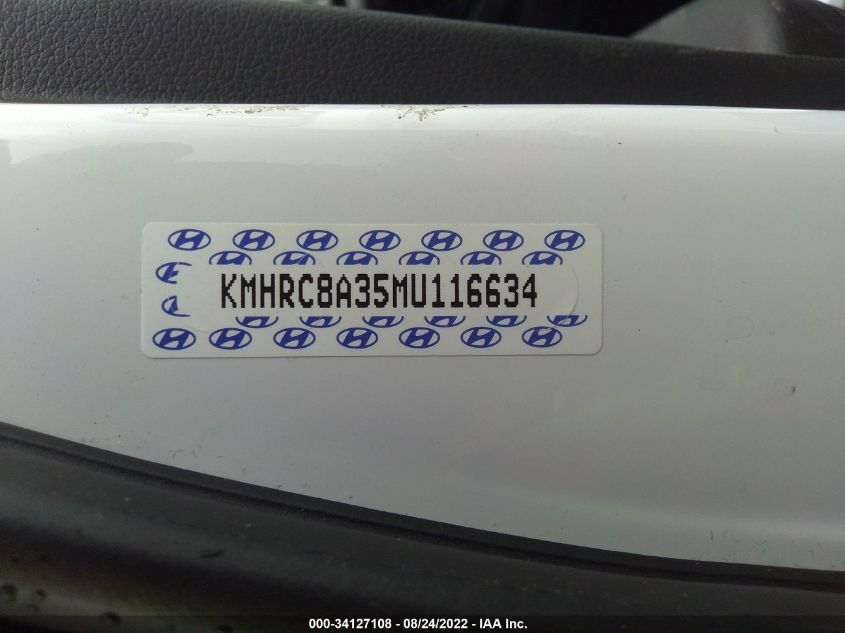 KMHRC8A35MU116634
000-34127108 - 08/24/2022 - IAA Inc.